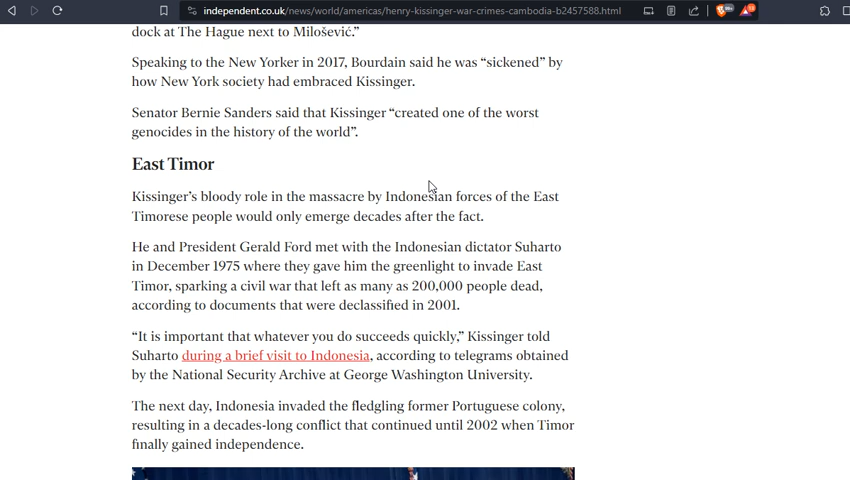 independent.co.uk/news/world/americas/henry-kissinger-war-crimes-cambodia-b2457588.html
dock at The Hague next to Milošević.”
Speaking to the New Yorker in 2017, Bourdain said he was “sickened” by
how New York society had embraced Kissinger.
Senator Bernie Sanders said that Kissinger “created one of the worst
genocides in the history of the world”.
East Timor
Kissinger’s bloody role in the massacre by Indonesian forces of the East
Timorese people would only emerge decades after the fact.
He and President Gerald Ford met with the Indonesian dictator Suharto
in December 1975 where they gave him the greenlight to invade East
Timor, sparking a civil war that left as many as 200,000 people dead,
according to documents that were declassified in 2001.
“It is important that whatever you do succeeds quickly,” Kissinger told
Suharto during a brief visit to Indonesia, according to telegrams obtained
by the National Security Archive at George Washington University.
The next day, Indonesia invaded the fledgling former Portuguese colony,
resulting in a decades-long conflict that continued until 2002 when Timor
finally gained independence.